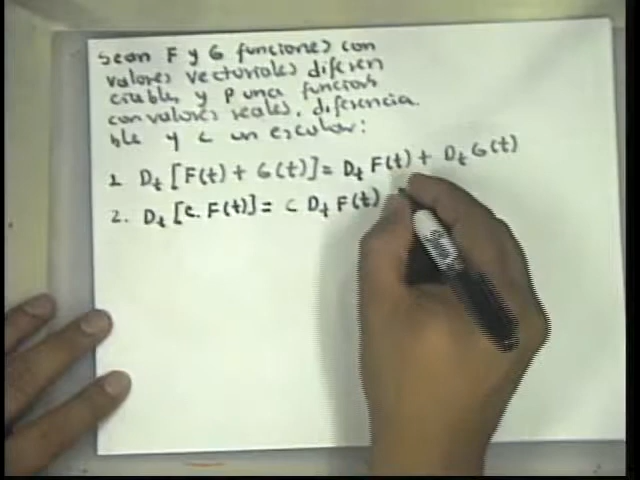 Sean F y G funciones con
valores vectoriales diferen
ciables y p una función
con valores reales, diferencia.
ble y c un escalar:
1. Dt [F(t) + G(t)] = Dt F(t) + Dt G(t)
2. Dt [c. F(t)] = c Dt F(t)